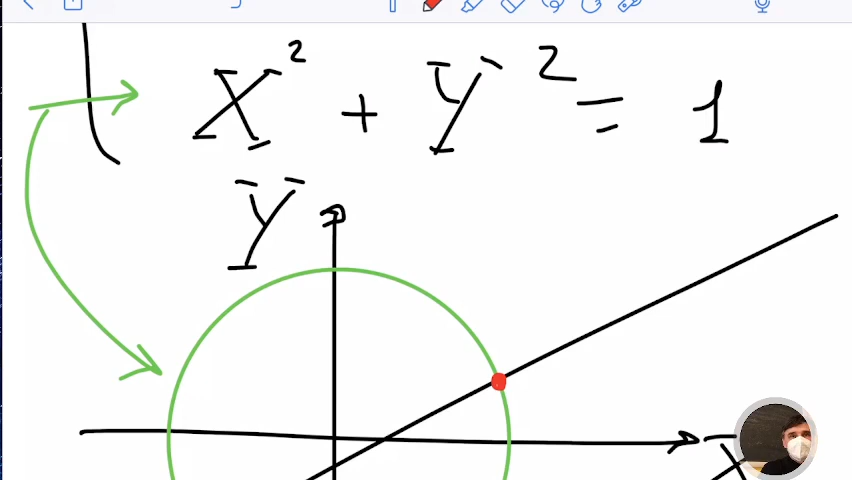 X² + Y² = 1
Y
X